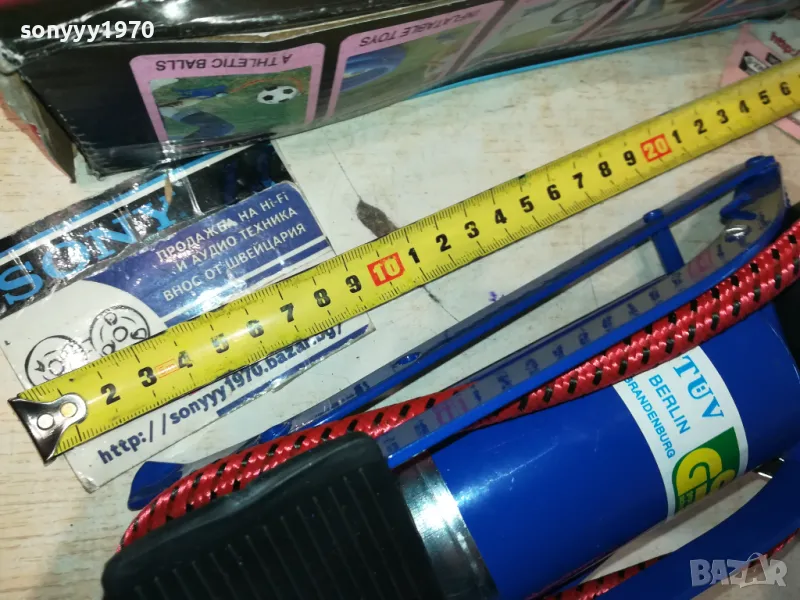 sonyyy1970
sonyyy1970
ATHLETIC BALLS
INFLATABLE TOYS
SONY
ПРОДАЖБА НА Hi-Fi
И АУДИО ТЕХНИКА
ВНОС ОТ ШВЕЙЦАРИЯ
http://sonyyy1970.bazar.bg/
2 3 4 5 6 7 8 9 10 1 2 3 4 5 6 7 8 9 20 1 2 3 4 5 6
TÜV
BERLIN
BRANDENBURG
GS
BAZAR